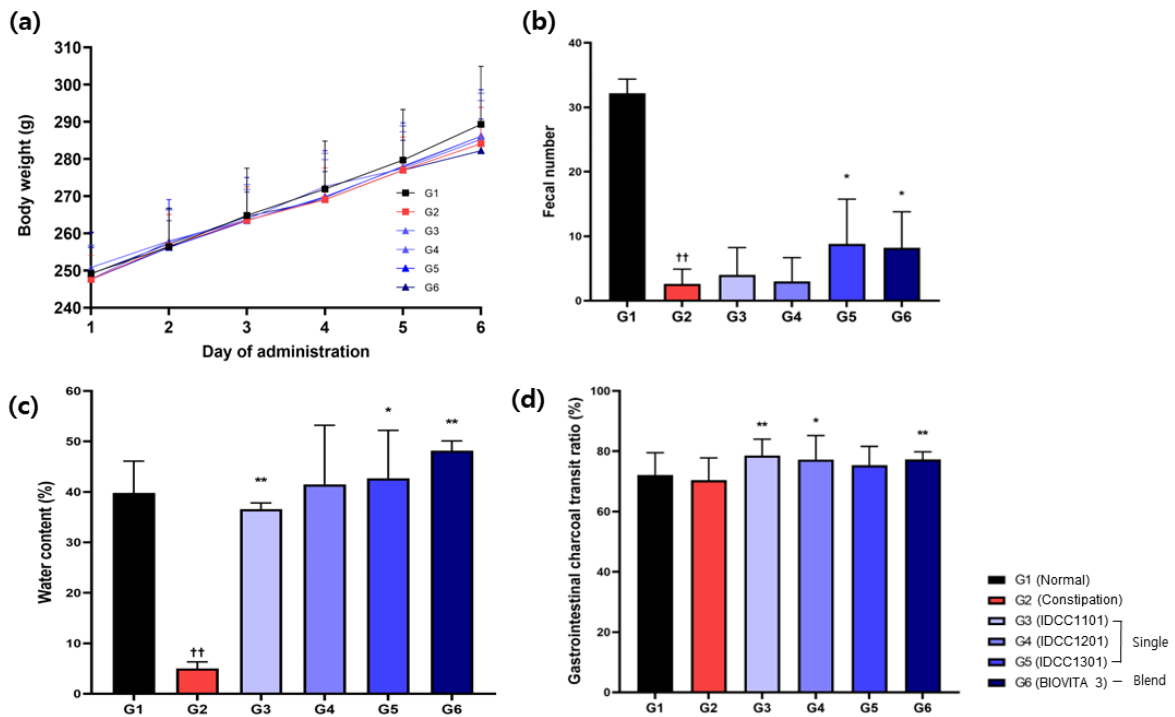 (a)
310
300
290
280
270
260
250
240
Body weight (g)
1 2 3 4 5 6
Day of administration
G1
G2
G3
G4
G5
G6
(b)
40
30
20
10
0
Fecal number
††
*
*
G1 G2 G3 G4 G5 G6
(c)
60
50
40
30
20
10
0
Water content (%)
††
**
*
**
G1 G2 G3 G4 G5 G6
(d)
100
80
60
40
20
0
Gastrointestinal charcoal transit ratio (%)
**
*
**
G1 G2 G3 G4 G5 G6
G1 (Normal)
G2 (Constipation)
G3 (IDCC1101)
G4 (IDCC1201)
G5 (IDCC1301)
G6 (BIOVITA 3)
Single
Blend